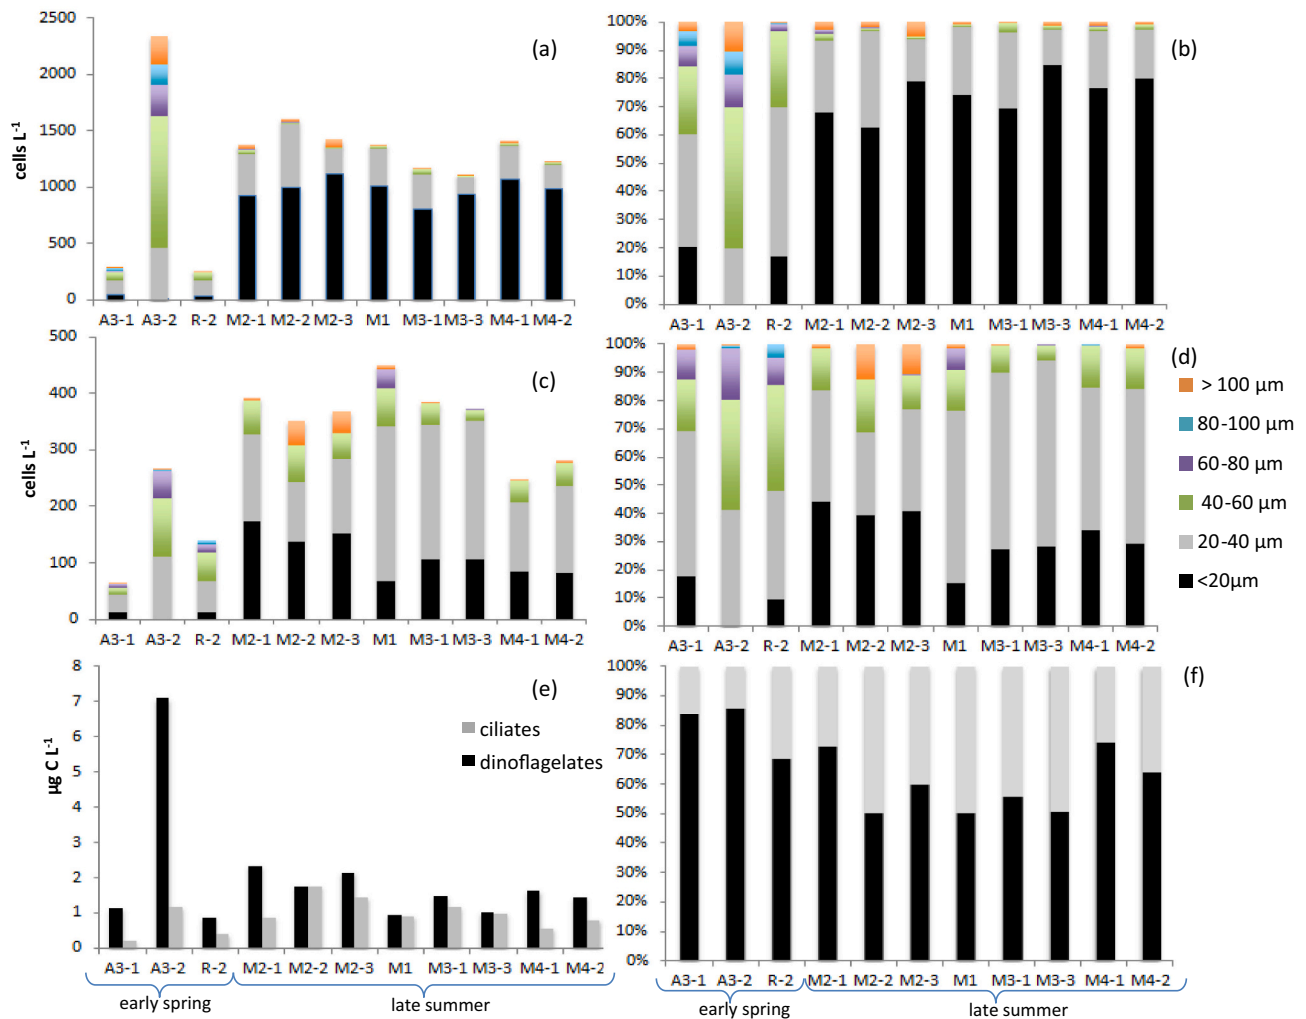 (a)
cells L-1
2500
2000
1500
1000
500
0
A3-1 A3-2 R-2 M2-1 M2-2 M2-3 M1 M3-1 M3-3 M4-1 M4-2
(b)
100%
90%
80%
70%
60%
50%
40%
30%
20%
10%
0%
A3-1 A3-2 R-2 M2-1 M2-2 M2-3 M1 M3-1 M3-3 M4-1 M4-2
(c)
cells L-1
500
400
300
200
100
0
A3-1 A3-2 R-2 M2-1 M2-2 M2-3 M1 M3-1 M3-3 M4-1 M4-2
(d)
100%
90%
80%
70%
60%
50%
40%
30%
20%
10%
0%
A3-1 A3-2 R-2 M2-1 M2-2 M2-3 M1 M3-1 M3-3 M4-1 M4-2
> 100 µm
80-100 µm
60-80 µm
40-60 µm
20-40 µm
<20µm
(e)
µg C L-1
8
7
6
5
4
3
2
1
0
ciliates
dinoflagelates
A3-1 A3-2 R-2 M2-1 M2-2 M2-3 M1 M3-1 M3-3 M4-1 M4-2
early spring
late summer
(f)
100%
90%
80%
70%
60%
50%
40%
30%
20%
10%
0%
A3-1 A3-2 R-2 M2-1 M2-2 M2-3 M1 M3-1 M3-3 M4-1 M4-2
early spring
late summer